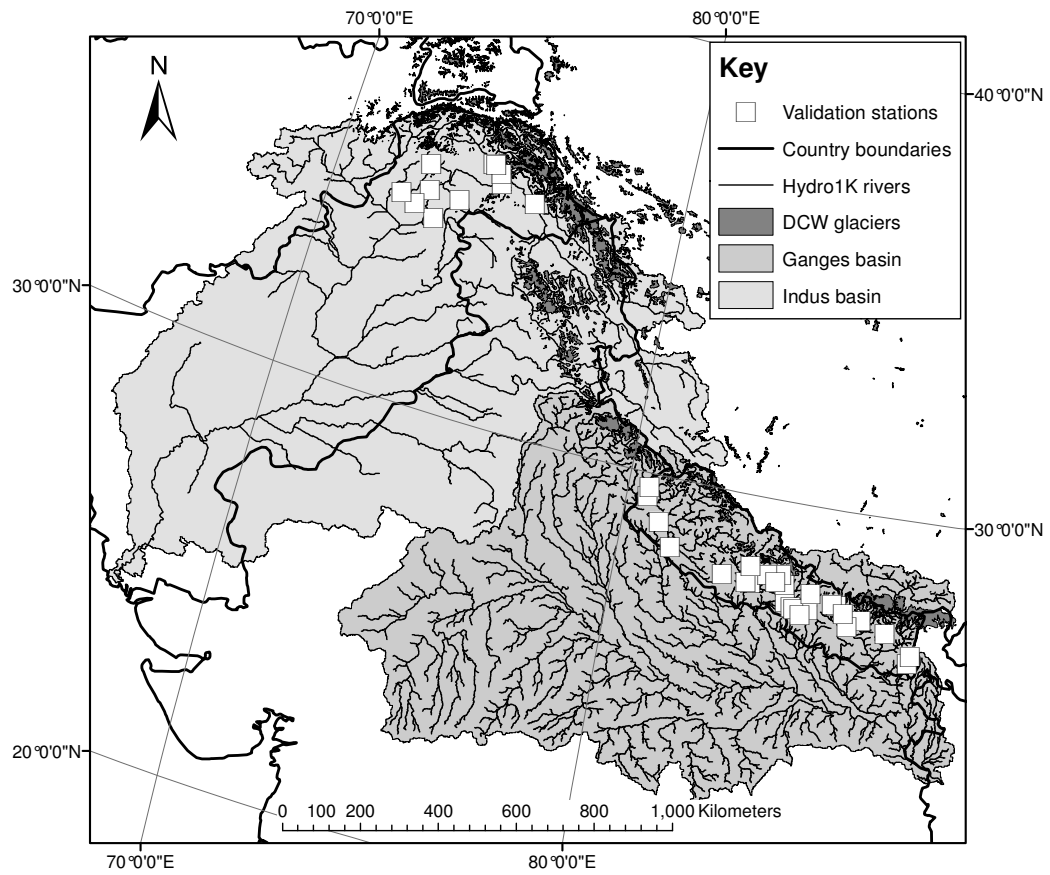 70°0'0"E
80°0'0"E
N
Key
Validation stations
Country boundaries
Hydro1K rivers
DCW glaciers
Ganges basin
Indus basin
40°0'0"N
30°0'0"N
30°0'0"N
20°0'0"N
0 100 200 400 600 800 1,000 Kilometers
70°0'0"E
80°0'0"E